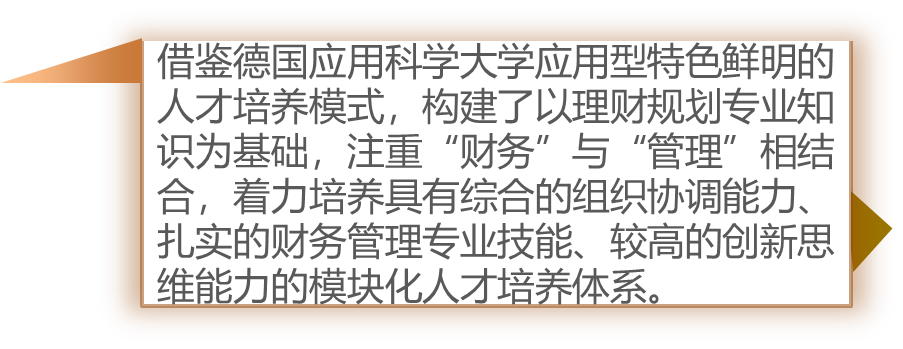 借鉴德国应用科学大学应用型特色鲜明的
人才培养模式，构建了以理财规划专业知
识为基础，注重“财务”与“管理”相结
合，着力培养具有综合的组织协调能力、
扎实的财务管理专业技能、较高的创新思
维能力的模块化人才培养体系。